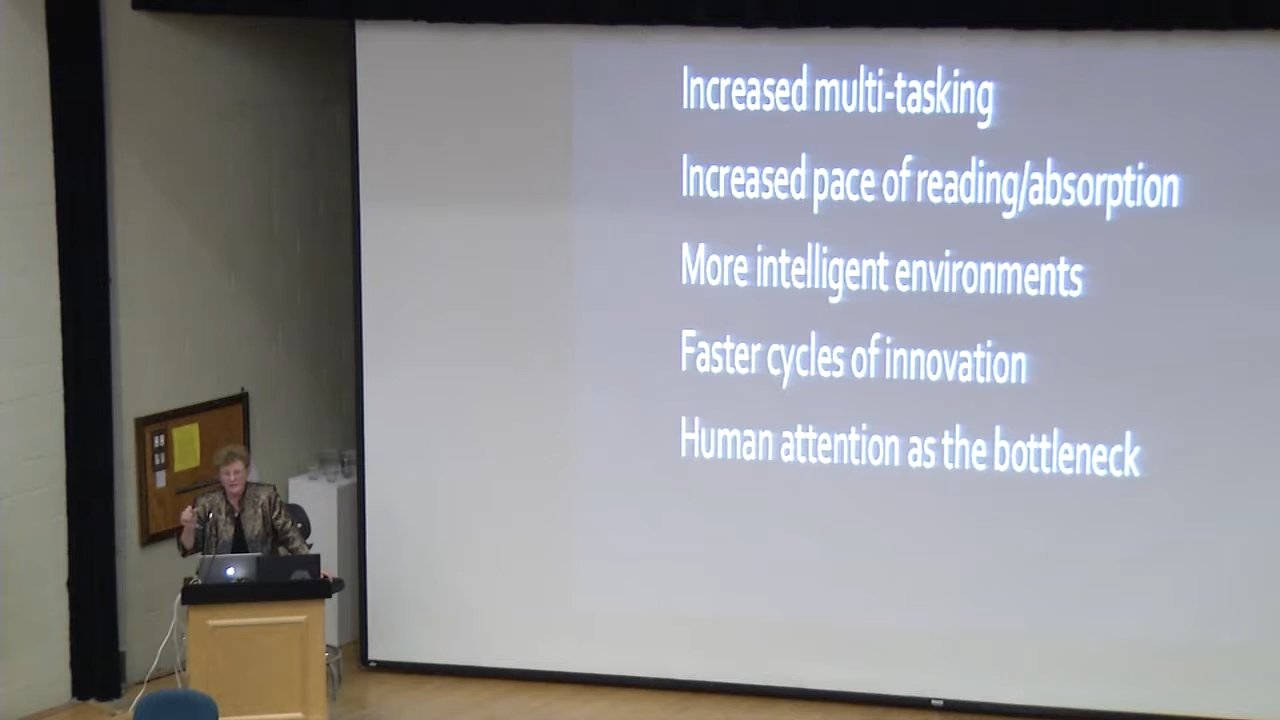 Increased multi-tasking
Increased pace of reading/absorption
More intelligent environments
Faster cycles of innovation
Human attention as the bottleneck